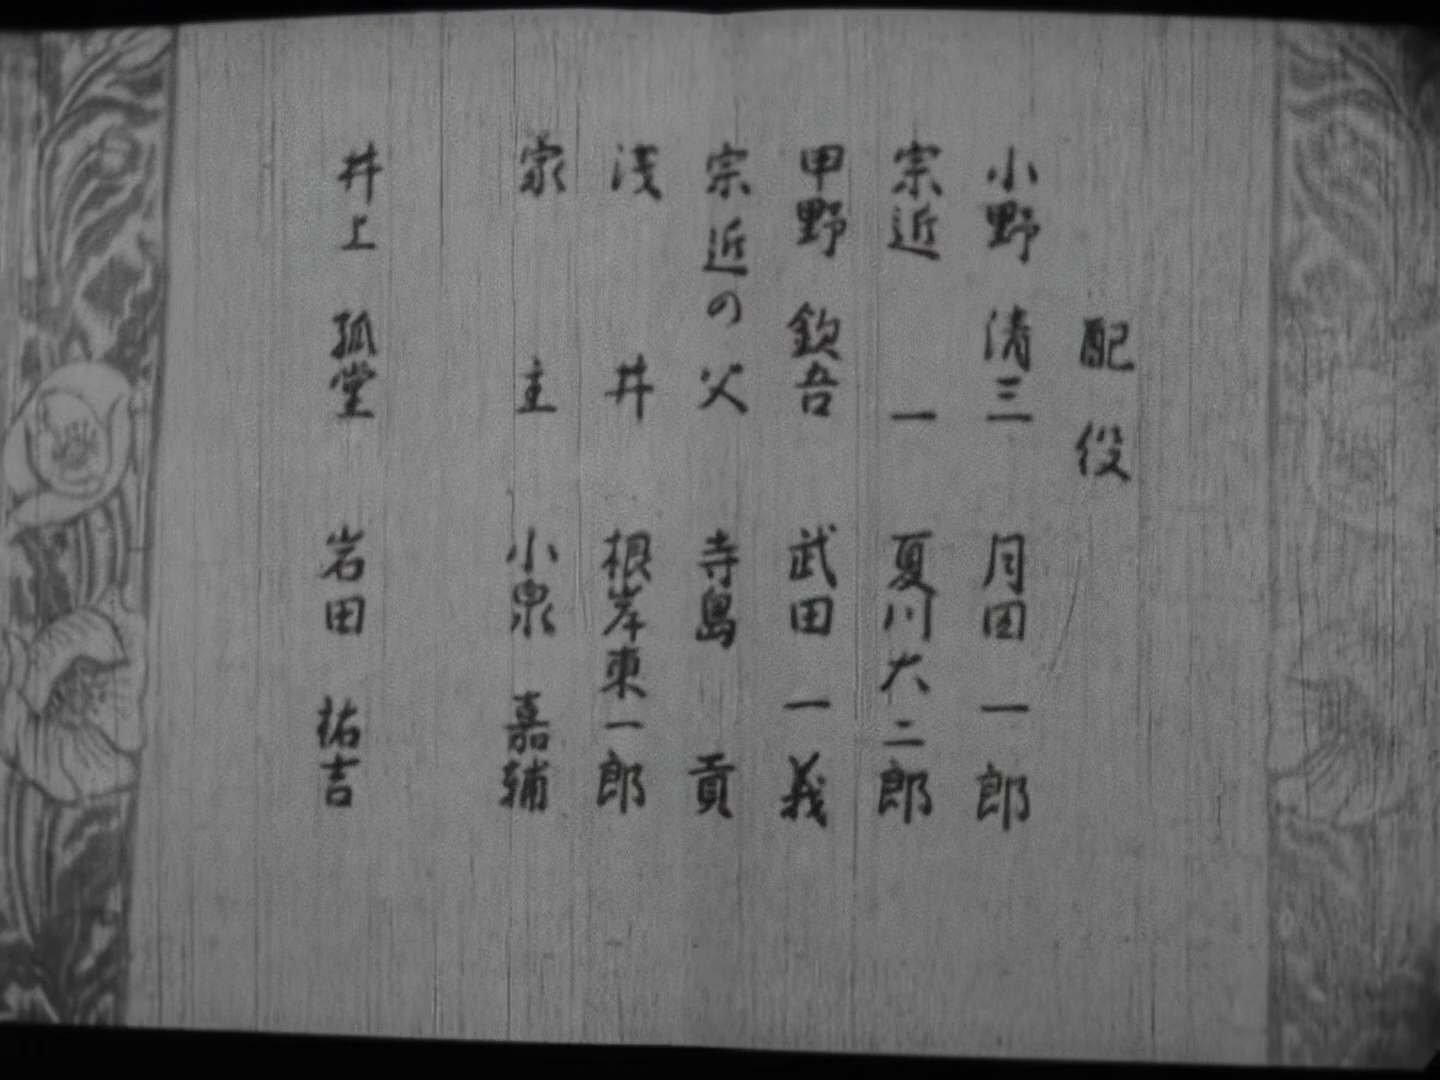 配役
小野 清三 月田 一郎
宗近 一 夏川大二郎
甲野 欽吾 武田 一義
宗近の父 寺島 貢
浅井 根岸東一郎
家主 小泉 嘉輔
井上 孤堂 岩田 祐吉